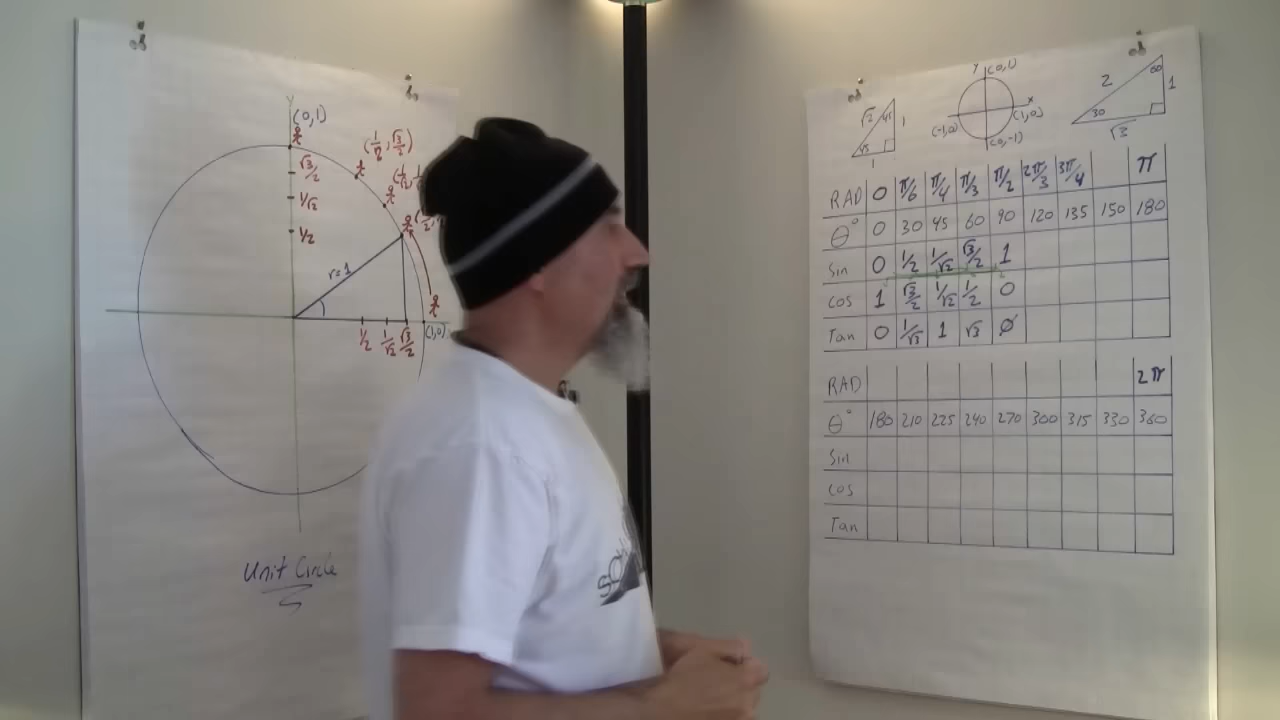 y
(0,1)
(1/√2, √3/2)
√3/2
1/√2
1/2
r=1
1/2 1/√2 √3/2 (1,0)
Unit Circle
√2 45 1
45
1
y (0,1)
x
(-1,0) (1,0)
(0,-1)
2 60 1
30
√3
RAD 0 π/6 π/4 π/3 π/2 2π/3 3π/4 π
θ° 0 30 45 60 90 120 135 150 180
Sin 0 1/2 1/√2 √3/2 1
COS 1 √3/2 1/√2 1/2 0
Tan 0 1/√3 1 √3 Ø
RAD 2π
θ° 180 210 225 240 270 300 315 330 360
Sin
COS
Tan